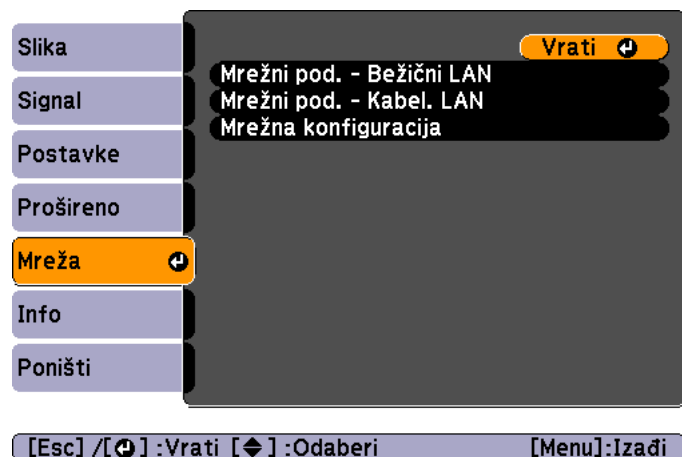 Slika
Signal
Postavke
Prošireno
Mreža
Info
Poništi
Vrati
Mrežni pod. - Bežični LAN
Mrežni pod. - Kabel. LAN
Mrežna konfiguracija
[Esc] /[ ] :Vrati [ ] :Odaberi [Menu]:Izađi